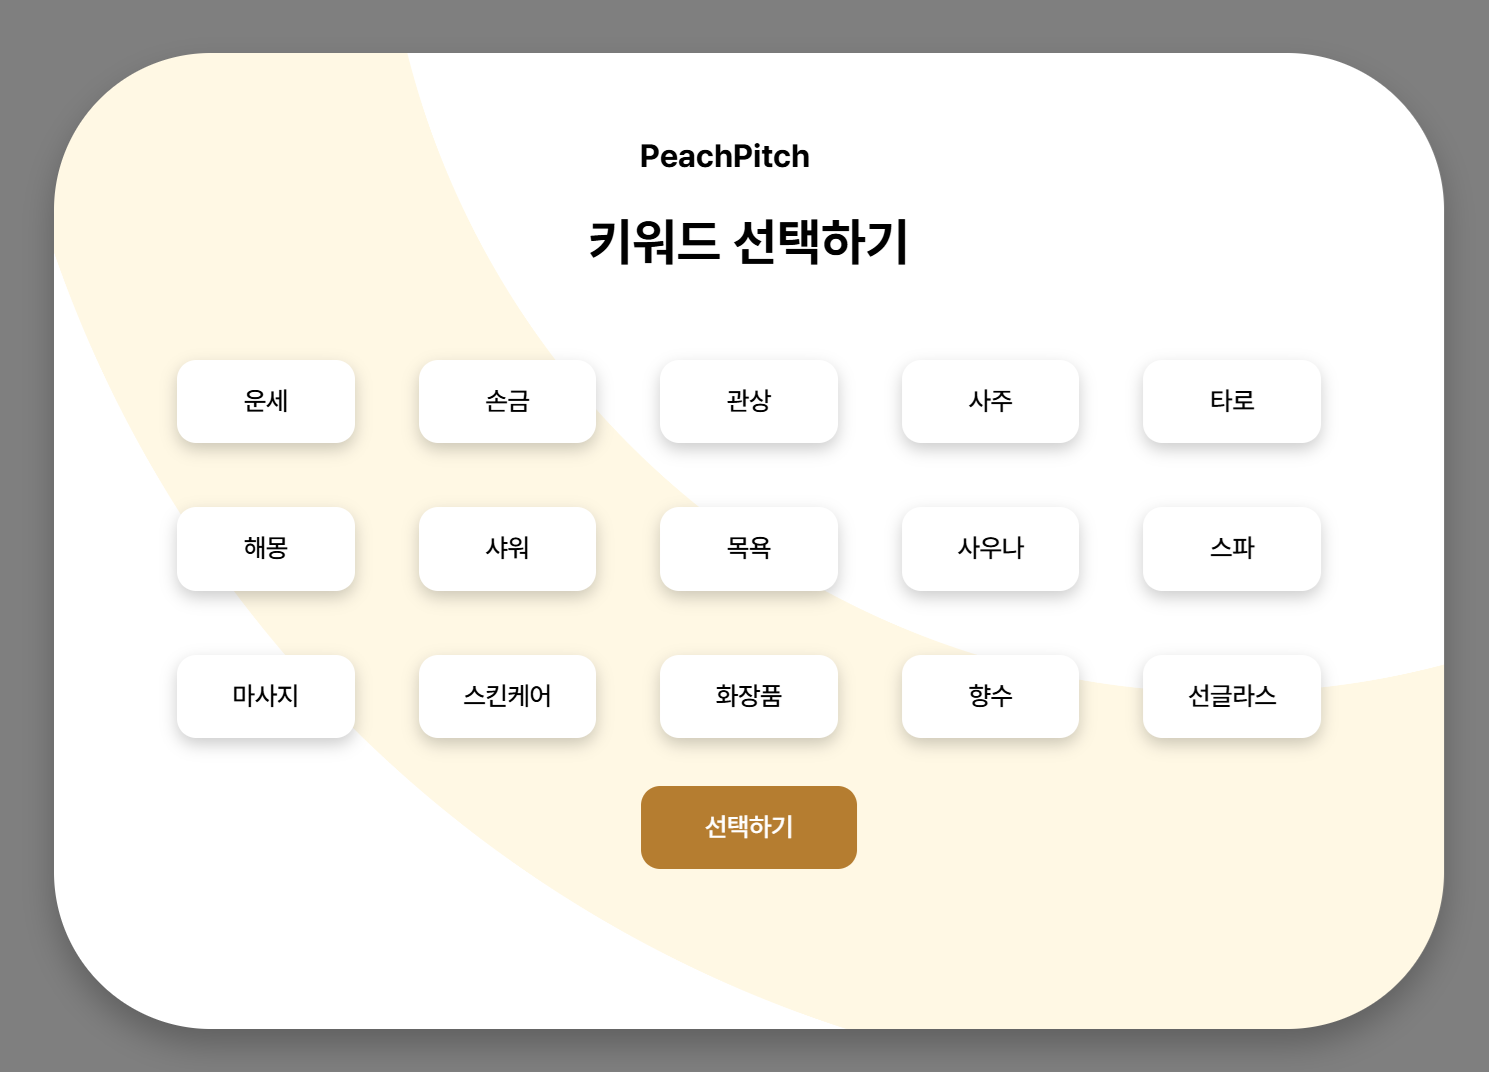 PeachPitch
키워드 선택하기
운세 손금 관상 사주 타로
해몽 샤워 목욕 사우나 스파
마사지 스킨케어 화장품 향수 선글라스
선택하기